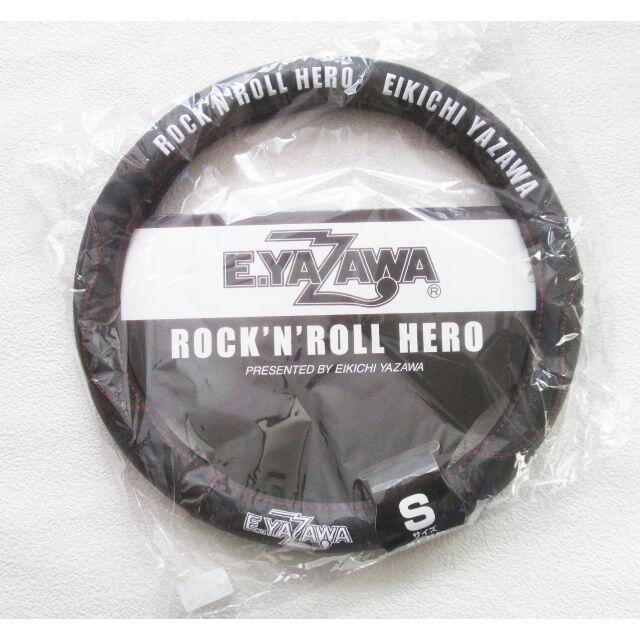 ROCK'N'ROLL HERO EIKICHI YAZAWA
E.YAZAWA
®
ROCK'N'ROLL HERO
PRESENTED BY EIKICHI YAZAWA
E.YAZAWA
S
サイズ